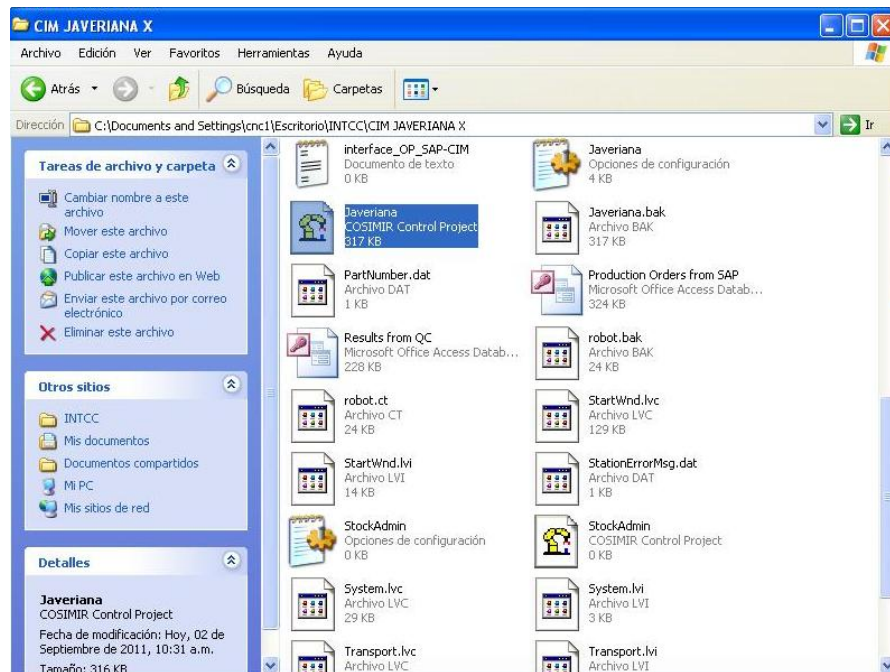 CIM JAVERIANA X
Archivo Edición Ver Favoritos Herramientas Ayuda
Atrás Búsqueda Carpetas
Dirección C:\Documents and Settings\cnc1\Escritorio\INTCC\CIM JAVERIANA X Ir
Tareas de archivo y carpeta
Cambiar nombre a este
archivo
Mover este archivo
Copiar este archivo
Publicar este archivo en Web
Enviar este archivo por correo
electrónico
Eliminar este archivo
Otros sitios
INTCC
Mis documentos
Documentos compartidos
Mi PC
Mis sitios de red
Detalles
Javeriana
COSIMIR Control Project
Fecha de modificación: Hoy, 02 de
Septiembre de 2011, 10:31 a.m.
Tamaño: 316 KB
interface_OP_SAP-CIM
Documento de texto
0 KB
Javeriana
Opciones de configuración
4 KB
Javeriana
COSIMIR Control Project
317 KB
Javeriana.bak
Archivo BAK
317 KB
PartNumber.dat
Archivo DAT
1 KB
Production Orders from SAP
Microsoft Office Access Datab...
324 KB
Results from QC
Microsoft Office Access Datab...
228 KB
robot.bak
Archivo BAK
24 KB
robot.ct
Archivo CT
24 KB
StartWnd.lvc
Archivo LVC
129 KB
StartWnd.lvi
Archivo LVI
14 KB
StationErrorMsg.dat
Archivo DAT
1 KB
StockAdmin
Opciones de configuración
0 KB
StockAdmin
COSIMIR Control Project
0 KB
System.lvc
Archivo LVC
29 KB
System.lvi
Archivo LVI
3 KB
Transport.lvc
Archivo LVC
Transport.lvi
Archivo LVI